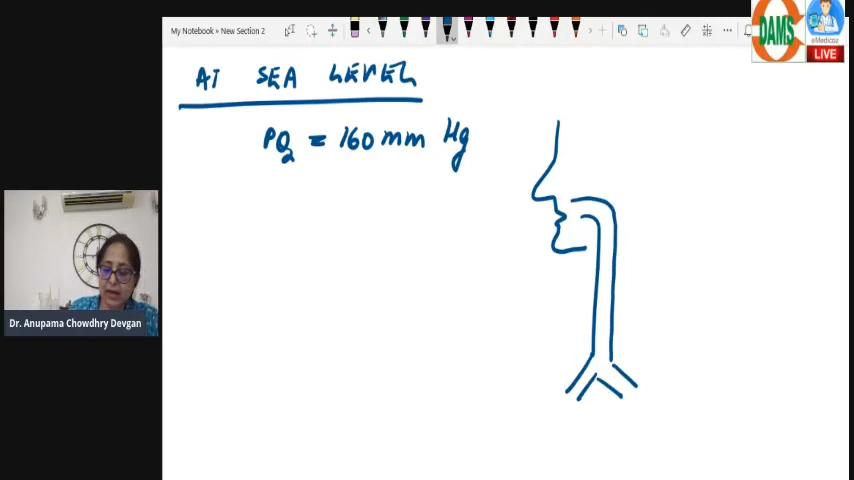 My Notebook » New Section 2
DAMS
eMedicoz
LIVE
AT SEA LEVEL
PO2 = 160 mm Hg
Dr. Anupama Chowdhry Devgan